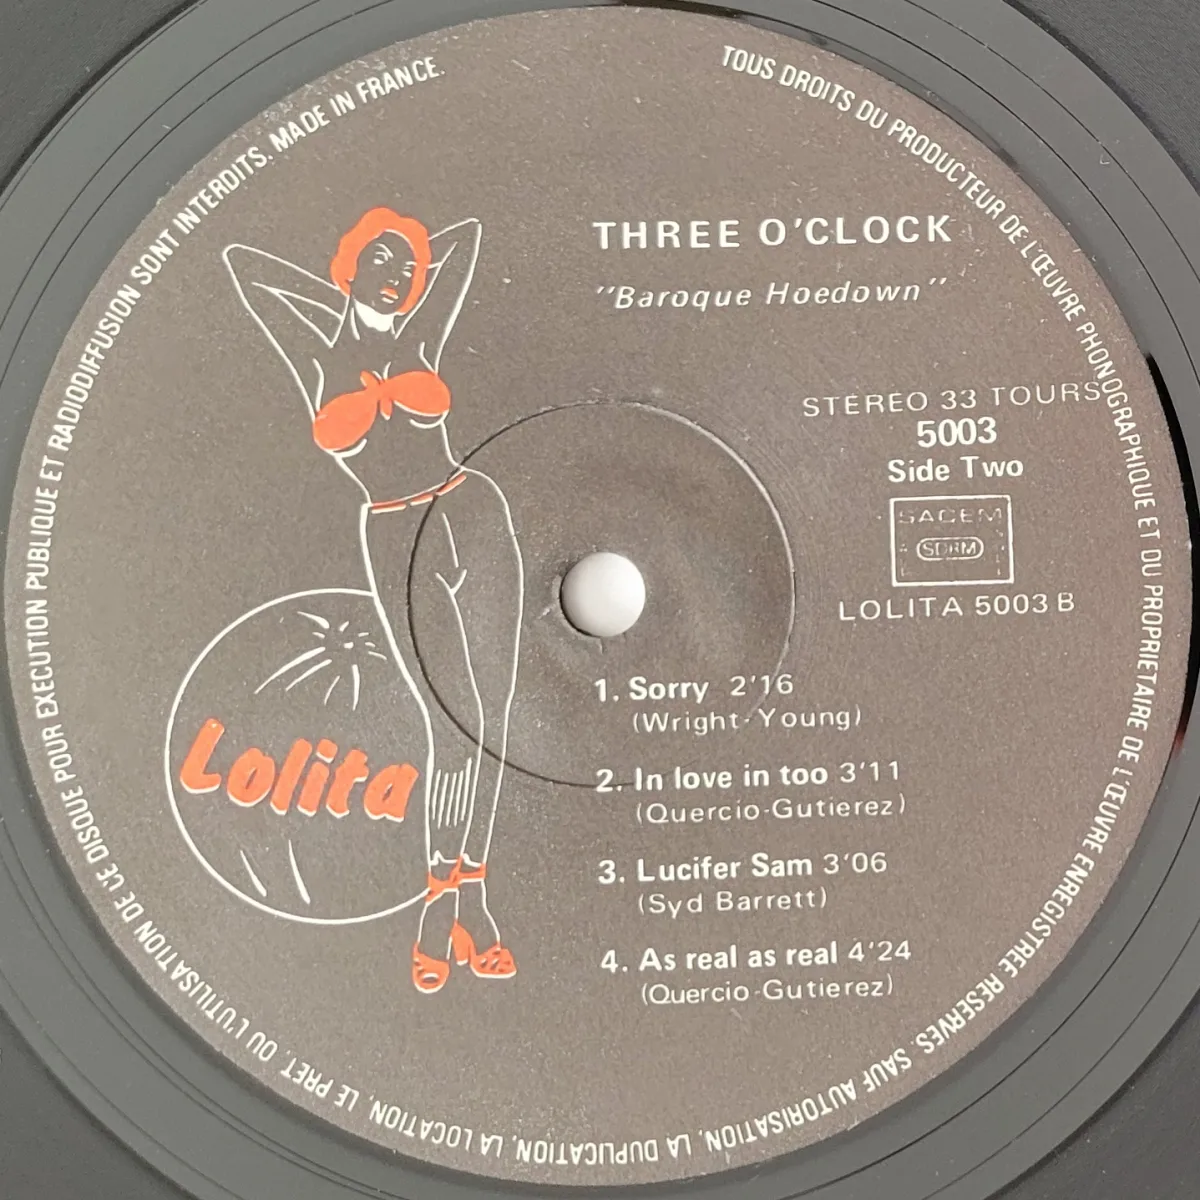 TOUS DROITS DU PRODUCTEUR DE L'ŒUVRE PHONOGRAPHIQUE ET DU PROPRIETAIRE DE L'ŒUVRE ENREGISTREE RESERVES. SAUF AUTORISATION, LA DUPLICATION, LA LOCATION, LE PRET, OU L'UTILISATION DE CE DISQUE POUR EXECUTION PUBLIQUE ET RADIODIFFUSION SONT INTERDITS. MADE IN FRANCE.
THREE O'CLOCK
"Baroque Hoedown"
STEREO 33 TOURS
5003
Side Two
SACEM
SDRM
LOLITA 5003 B
Lolita
1. Sorry 2'16
(Wright-Young)
2. In love in too 3'11
(Quercio-Gutierez)
3. Lucifer Sam 3'06
(Syd Barrett)
4. As real as real 4'24
(Quercio-Gutierez)